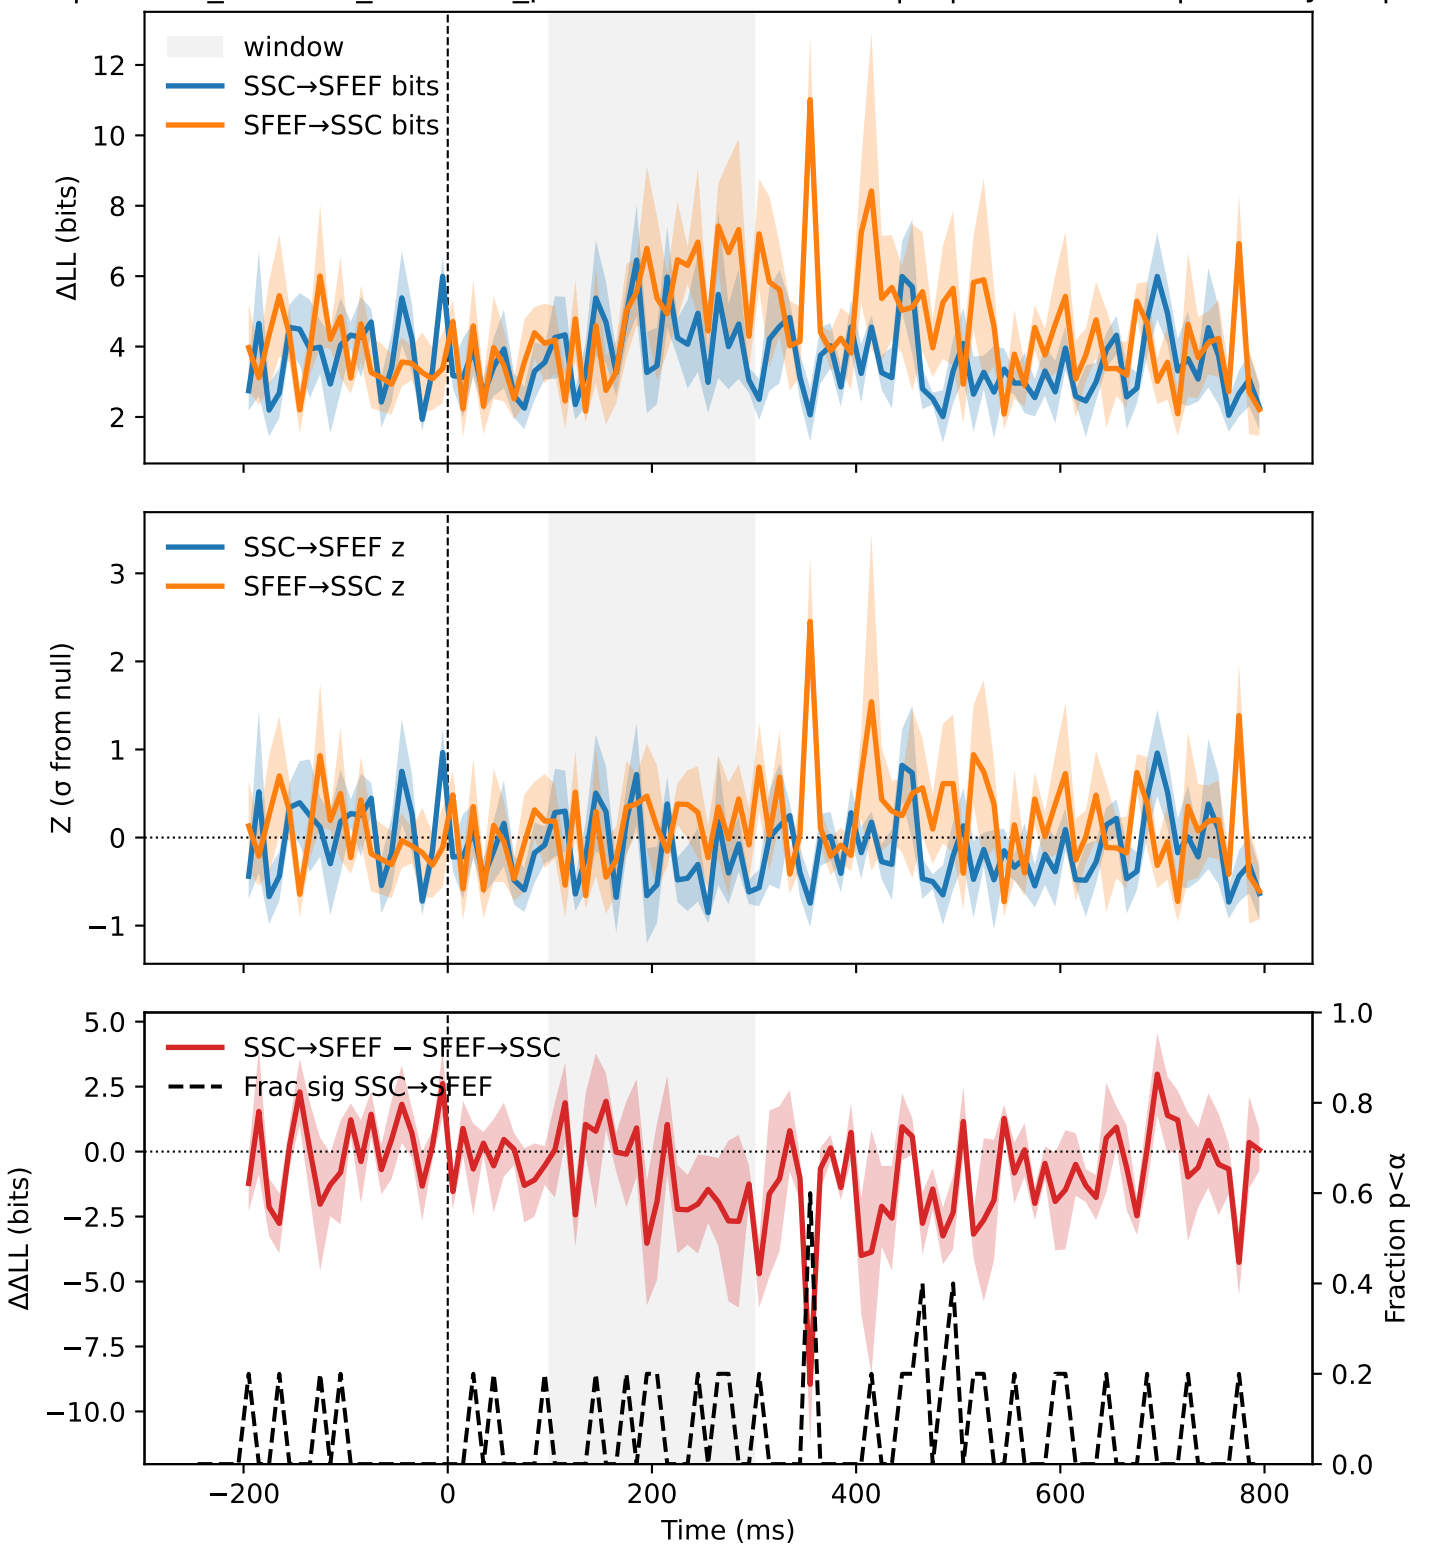 window
SSC→SFEF bits
SFEF→SSC bits
12
10
8
6
4
2
ΔLL (bits)
SSC→SFEF z
SFEF→SSC z
3
2
1
0
−1
Z (σ from null)
SSC→SFEF − SFEF→SSC
Frac sig SSC→SFEF
5.0
2.5
0.0
−2.5
−5.0
−7.5
−10.0
ΔΔLL (bits)
1.0
0.8
0.6
0.4
0.2
0.0
Fraction p<α
−200 0 200 400 600 800
Time (ms)